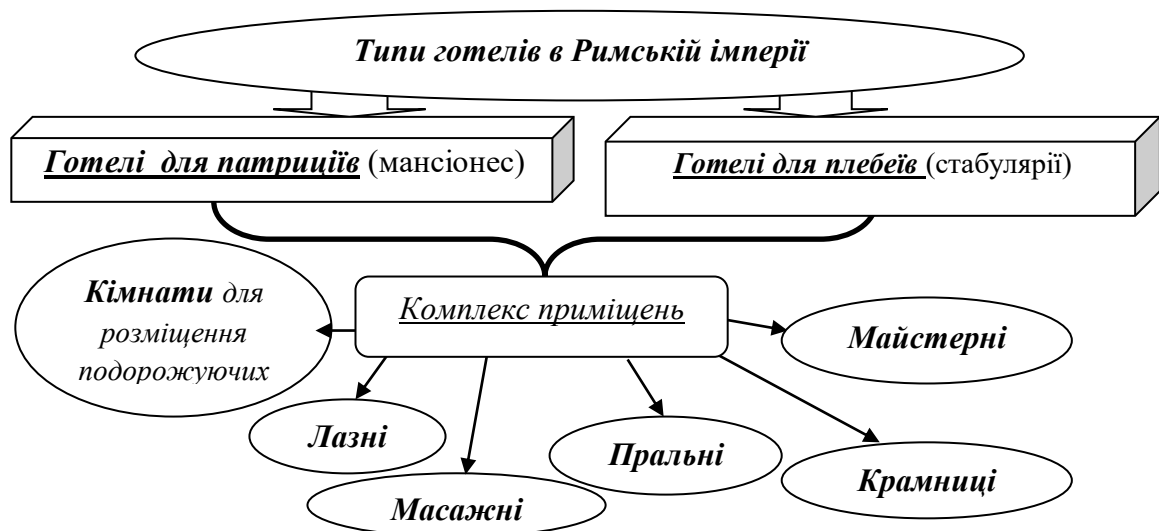 Типи готелів в Римській імперії
Готелі для патриціїв (мансіонес)
Готелі для плебеїв (стабулярії)
Комплекс приміщень
Кімнати для
розміщення
подорожуючих
Майстерні
Лазні
Пральні
Крамниці
Масажні